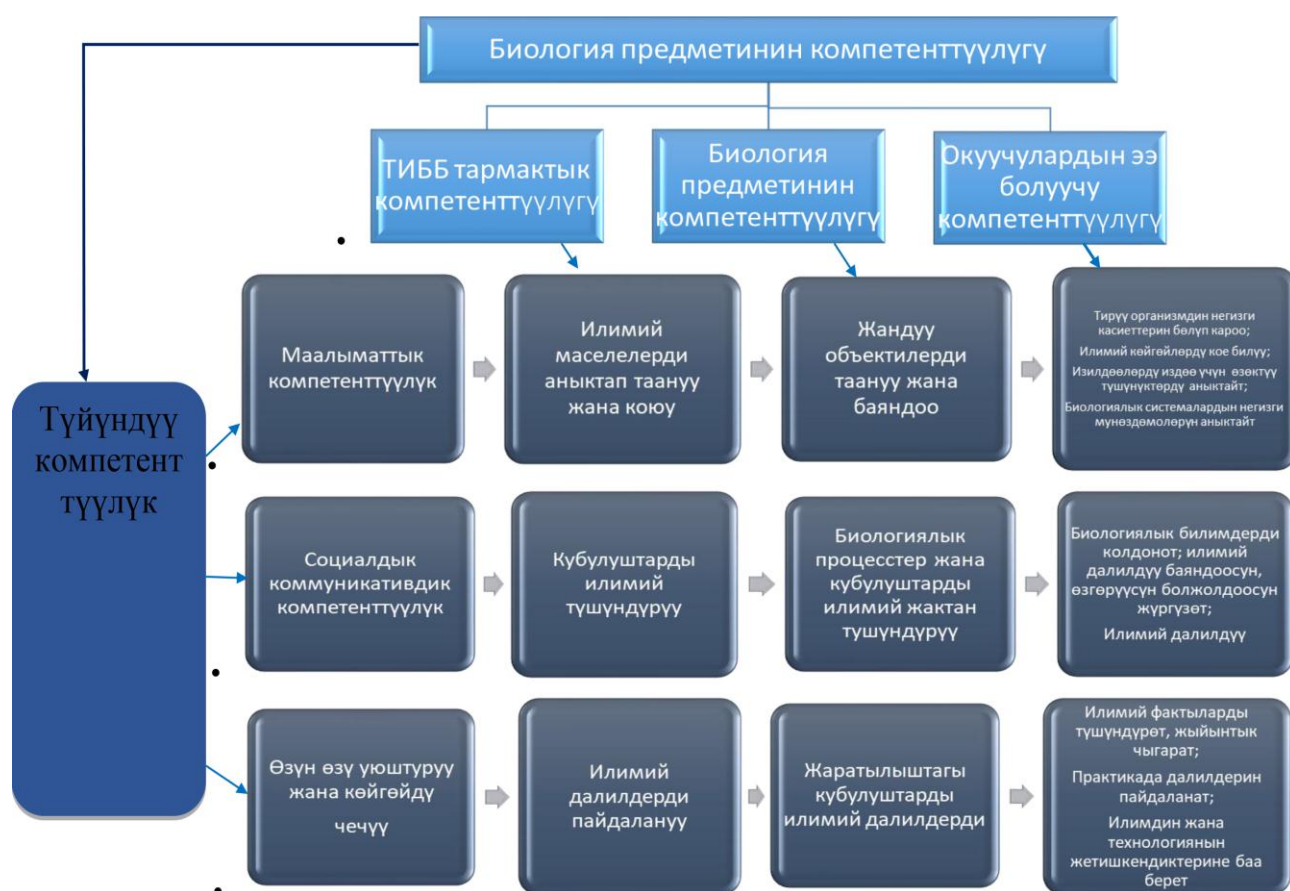 Биология предметинин компетенттүүлүгү
ТИББ тармактык
компетенттүүлүгү
Биология
предметинин
компетенттүүлүгү
Окуучулардын ээ
болуучу
компетенттүүлүгү
Түйүндүү
компетент
түүлүк
Маалыматтык
компетенттүүлүк
Илимий
маселелерди
аныктап таануу
жана коюу
Жандуу
объектилерди
таануу жана
баяндоо
Тирүү организмдин негизги
касиеттерин бөлүп кароо;
Илимий көйгөйлөрдү кое билүү;
Изилдөөлөрдү издөө үчүн өзөктүү
түшүнүктөрдү аныктайт;
Биологиялык системалардын негизги
мүнөздөмөлөрүн аныктайт
Социалдык
коммуникативдик
компетенттүүлүк
Кубулуштарды
илимий
түшүндүрүү
Биологиялык
процесстер жана
кубулуштарды
илимий жактан
тушүндүрүү
Биологиялык билимдерди
колдонот; илимий
далилдүү баяндоосун,
өзгөрүүсүн болжолдоосун
жүргүзөт;
Илимий далилдүү
Өзүн өзү уюштуруу
жана көйгөйдү
чечүү
Илимий
далилдерди
пайдалануу
Жаратылыштагы
кубулуштарды
илимий далилдерди
Илимий фактыларды
түшүндүрөт, жыйынтык
чыгарат;
Практикада далилдерин
пайдаланат;
Илимдин жана
технологиянын
жетишкендиктерине баа
берет